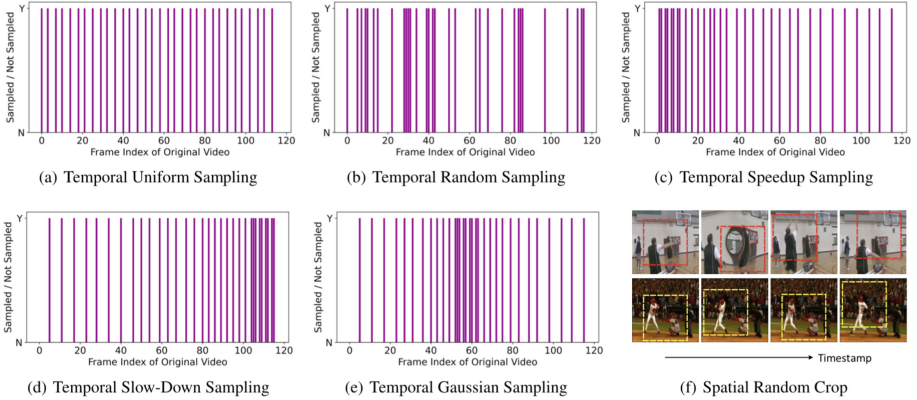 Sampled / Not Sampled
Y
N
0 20 40 60 80 100 120
Frame Index of Original Video
(a) Temporal Uniform Sampling
Sampled / Not Sampled
Y
N
0 20 40 60 80 100 120
Frame Index of Original Video
(b) Temporal Random Sampling
Sampled / Not Sampled
Y
N
0 20 40 60 80 100 120
Frame Index of Original Video
(c) Temporal Speedup Sampling
Sampled / Not Sampled
Y
N
0 20 40 60 80 100 120
Frame Index of Original Video
(d) Temporal Slow-Down Sampling
Sampled / Not Sampled
Y
N
0 20 40 60 80 100 120
Frame Index of Original Video
(e) Temporal Gaussian Sampling
Timestamp
(f) Spatial Random Crop